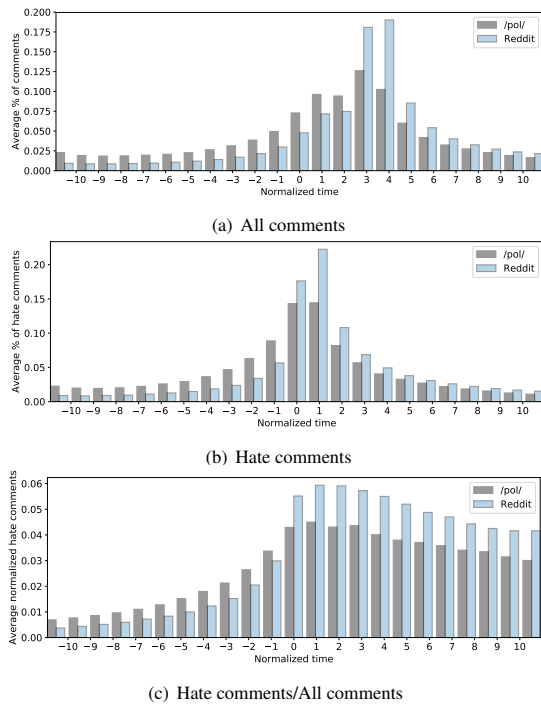 0.200
0.175
0.150
0.125
0.100
0.075
0.050
0.025
0.000
Average % of comments
/pol/
Reddit
−10 −9 −8 −7 −6 −5 −4 −3 −2 −1 0 1 2 3 4 5 6 7 8 9 10
Normalized time
(a) All comments
0.20
0.15
0.10
0.05
0.00
Average % of hate comments
/pol/
Reddit
−10 −9 −8 −7 −6 −5 −4 −3 −2 −1 0 1 2 3 4 5 6 7 8 9 10
Normalized time
(b) Hate comments
0.06
0.05
0.04
0.03
0.02
0.01
0.00
Average normalized hate comments
/pol/
Reddit
−10 −9 −8 −7 −6 −5 −4 −3 −2 −1 0 1 2 3 4 5 6 7 8 9 10
Normalized time
(c) Hate comments/All comments